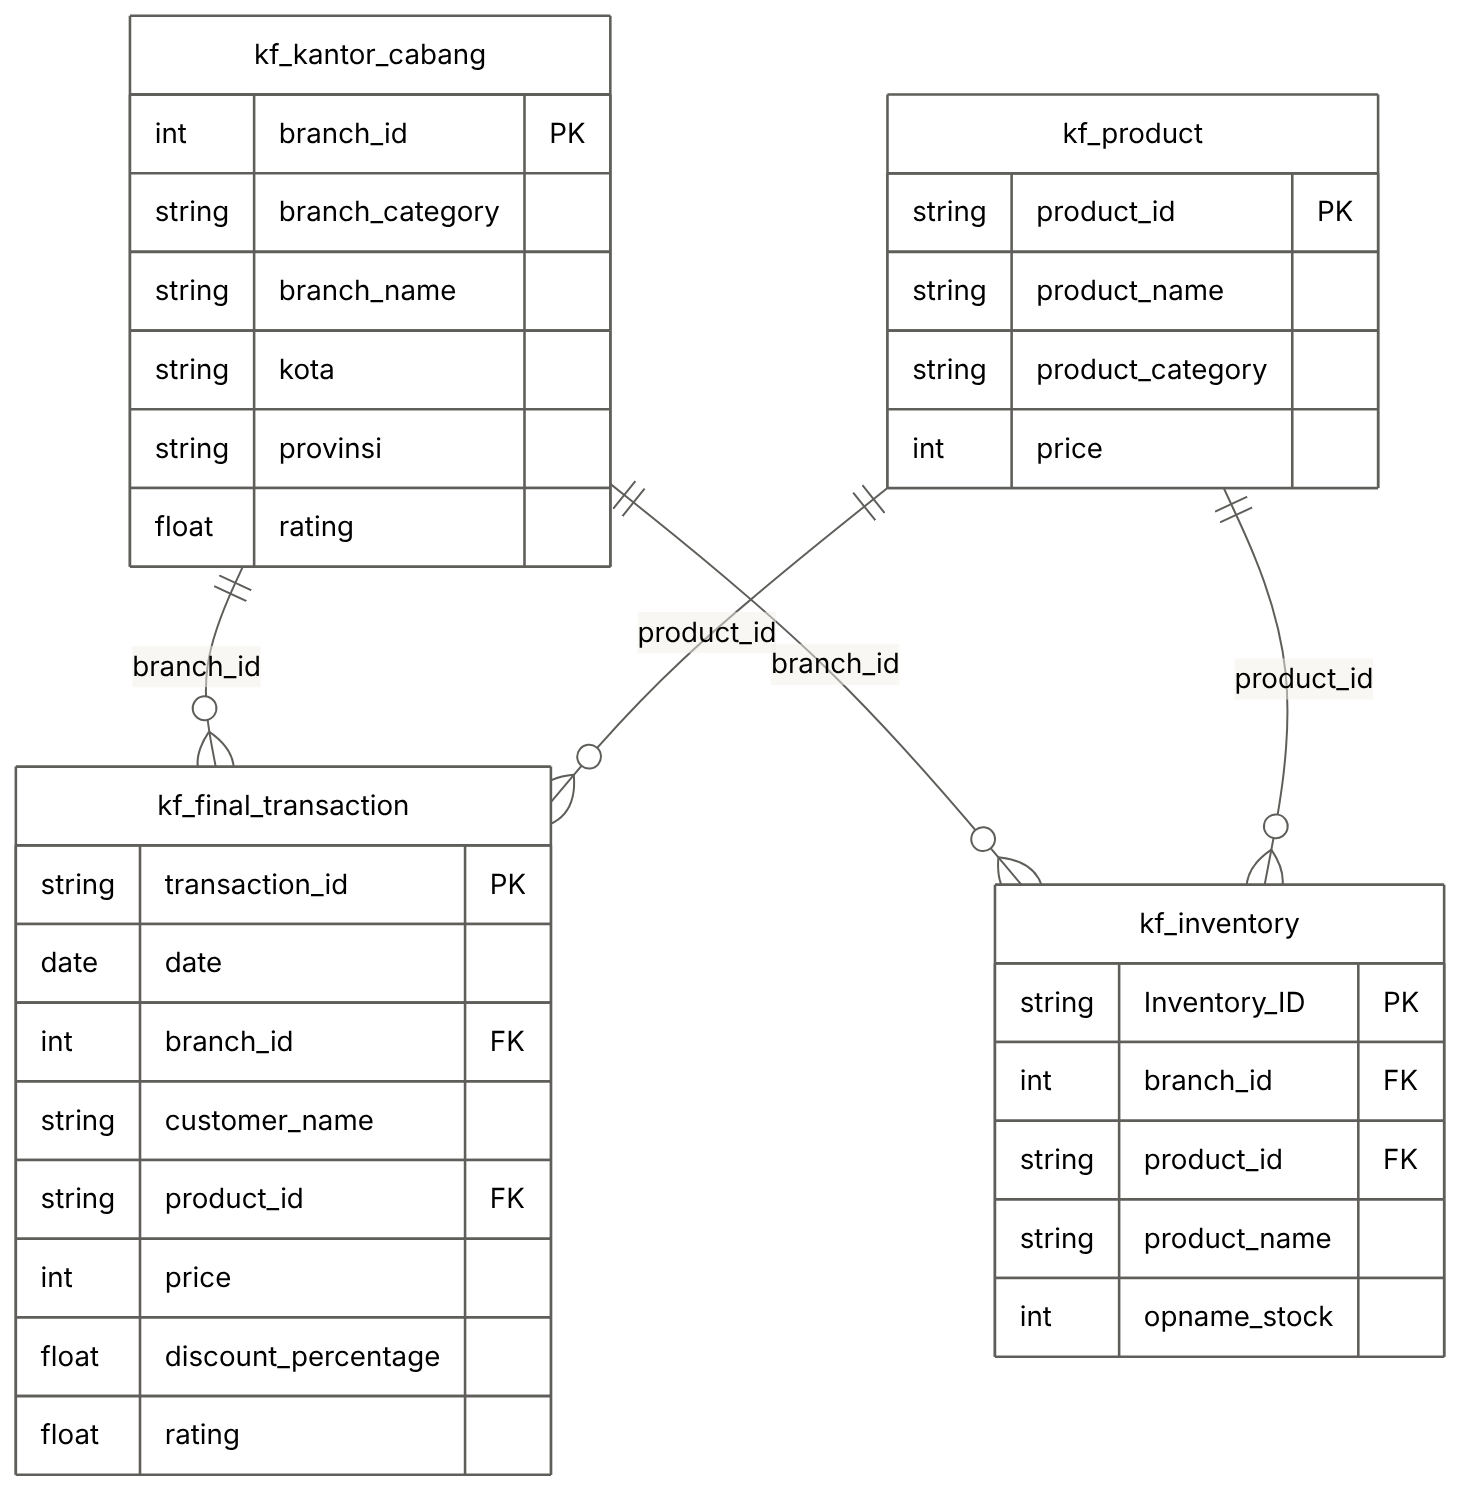 kf_kantor_cabang
int branch_id PK
string branch_category
string branch_name
string kota
string provinsi
float rating
kf_product
string product_id PK
string product_name
string product_category
int price
branch_id
product_id
branch_id
product_id
kf_final_transaction
string transaction_id PK
date date
int branch_id FK
string customer_name
string product_id FK
int price
float discount_percentage
float rating
kf_inventory
string Inventory_ID PK
int branch_id FK
string product_id FK
string product_name
int opname_stock